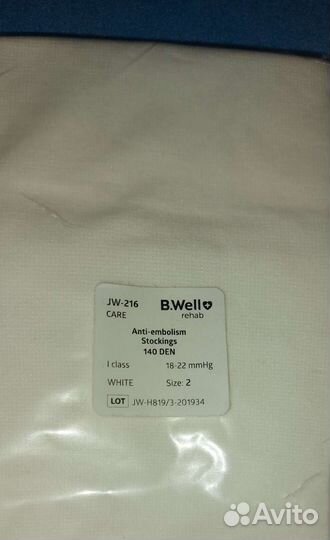 JW-216 B.Well
CARE rehab
Anti-embolism
Stockings
140 DEN
I class 18-22 mmHg
WHITE Size: 2
LOT JW-H819/3-201934
Avito